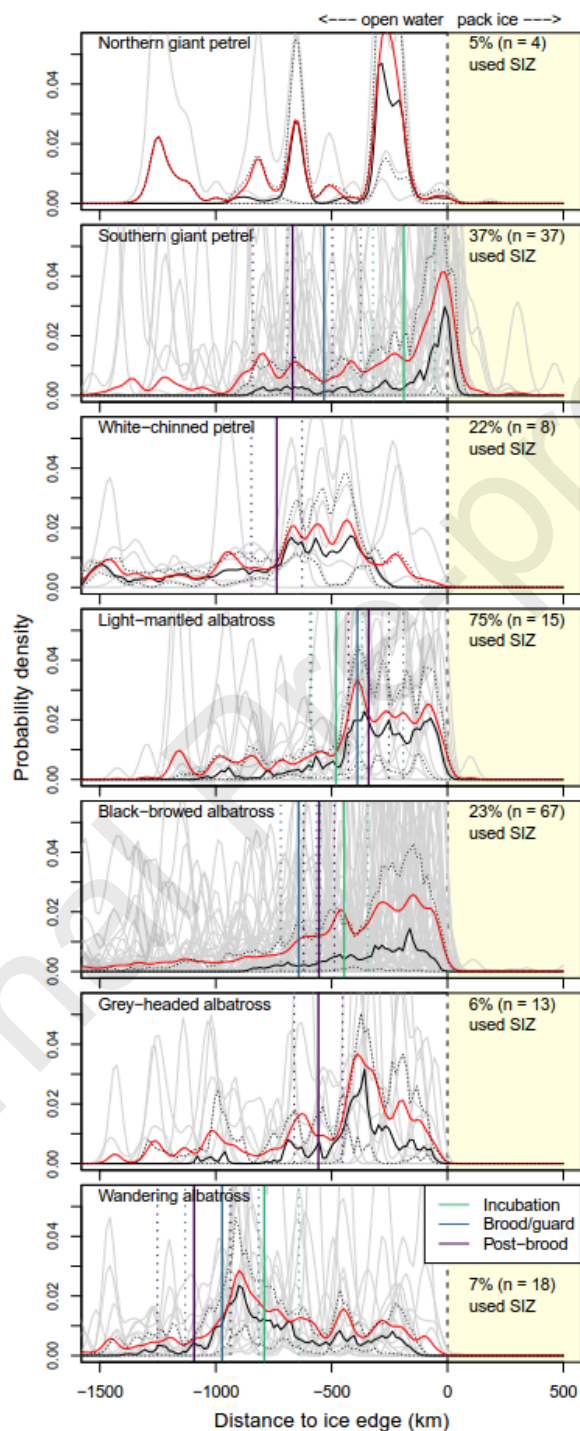 <--- open water pack ice --->
Northern giant petrel
5% (n = 4)
used SIZ
0.04
0.02
0.00
Southern giant petrel
37% (n = 37)
used SIZ
0.04
0.02
0.00
White-chinned petrel
22% (n = 8)
used SIZ
0.04
0.02
0.00
Light-mantled albatross
75% (n = 15)
used SIZ
0.04
0.02
0.00
Probability density
Black-browed albatross
23% (n = 67)
used SIZ
0.04
0.02
0.00
Grey-headed albatross
6% (n = 13)
used SIZ
0.04
0.02
0.00
Wandering albatross
Incubation
Brood/guard
Post-brood
7% (n = 18)
used SIZ
0.04
0.02
0.00
−1500 −1000 −500 0 500
Distance to ice edge (km)